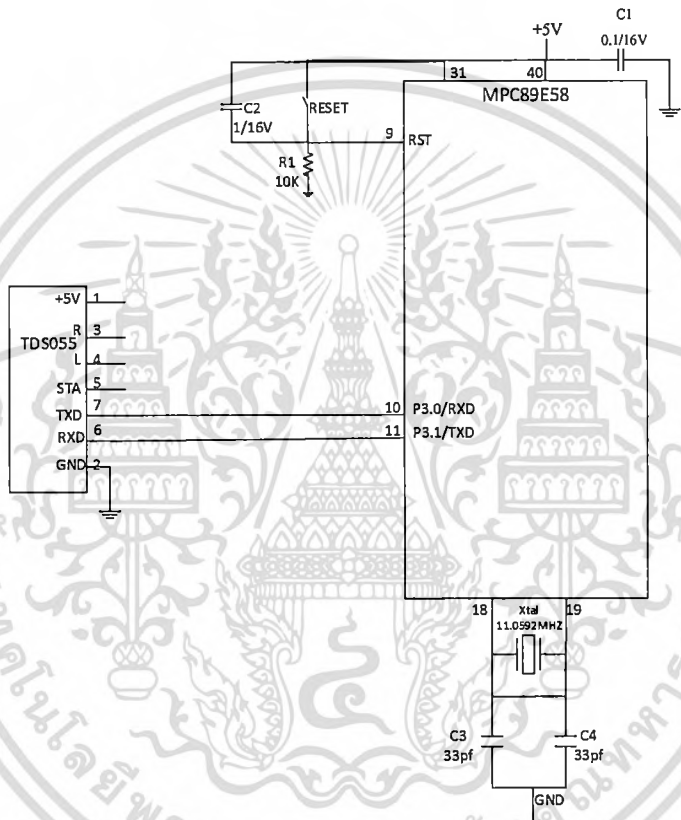 C1
+5V
0.1/16V
31
40
MPC89E58
C2
1/16V
RESET
9
RST
R1
10K
+5V 1
R 3
TDS055
L 4
STA 5
TXD 7
10 P3.0/RXD
RXD 6
11 P3.1/TXD
GND 2
18
Xtal
19
11.0592MHZ
C3
33pf
C4
33pf
GND